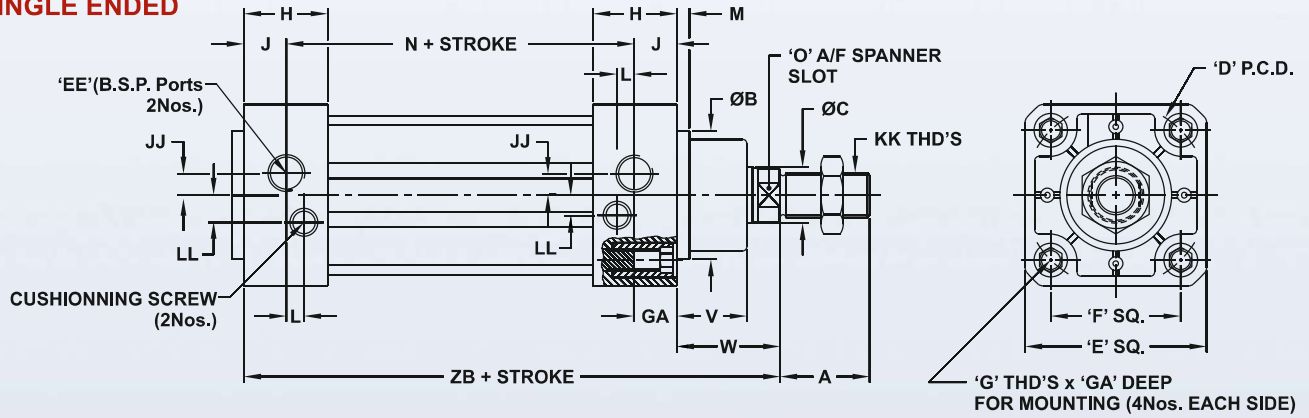 INGLE ENDED
H
H
M
J
N + STROKE
J
'O' A/F SPANNER
SLOT
'D' P.C.D.
'EE'(B.S.P. Ports
2Nos.)
L
ØB
ØC
JJ
JJ
KK THD'S
LL
LL
CUSHIONNING SCREW
(2Nos.)
L
GA
V
'F' SQ.
W
'E' SQ.
ZB + STROKE
A
'G' THD'S x 'GA' DEEP
FOR MOUNTING (4Nos. EACH SIDE)